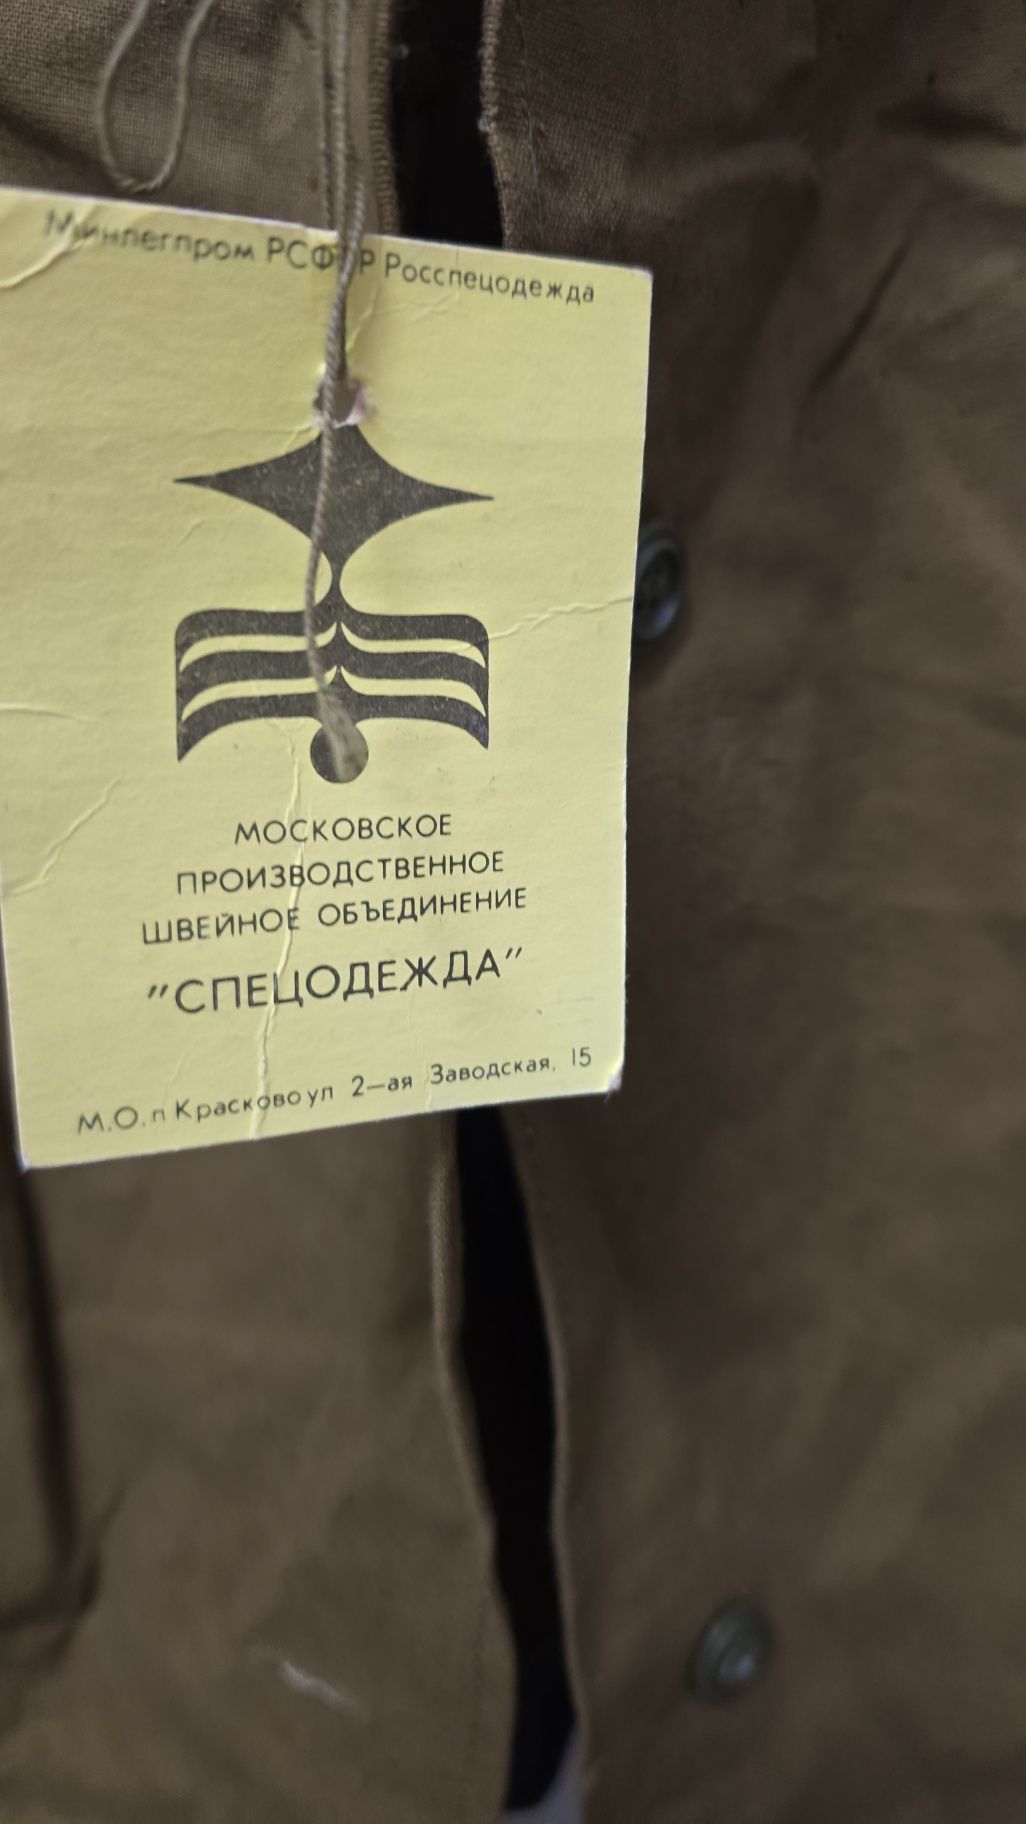 Минлегпром РСФСР Росспецодежда
МОСКОВСКОЕ
ПРОИЗВОДСТВЕННОЕ
ШВЕЙНОЕ ОБЪЕДИНЕНИЕ
"СПЕЦОДЕЖДА"
М.О. п Красково ул 2-ая Заводская, 15